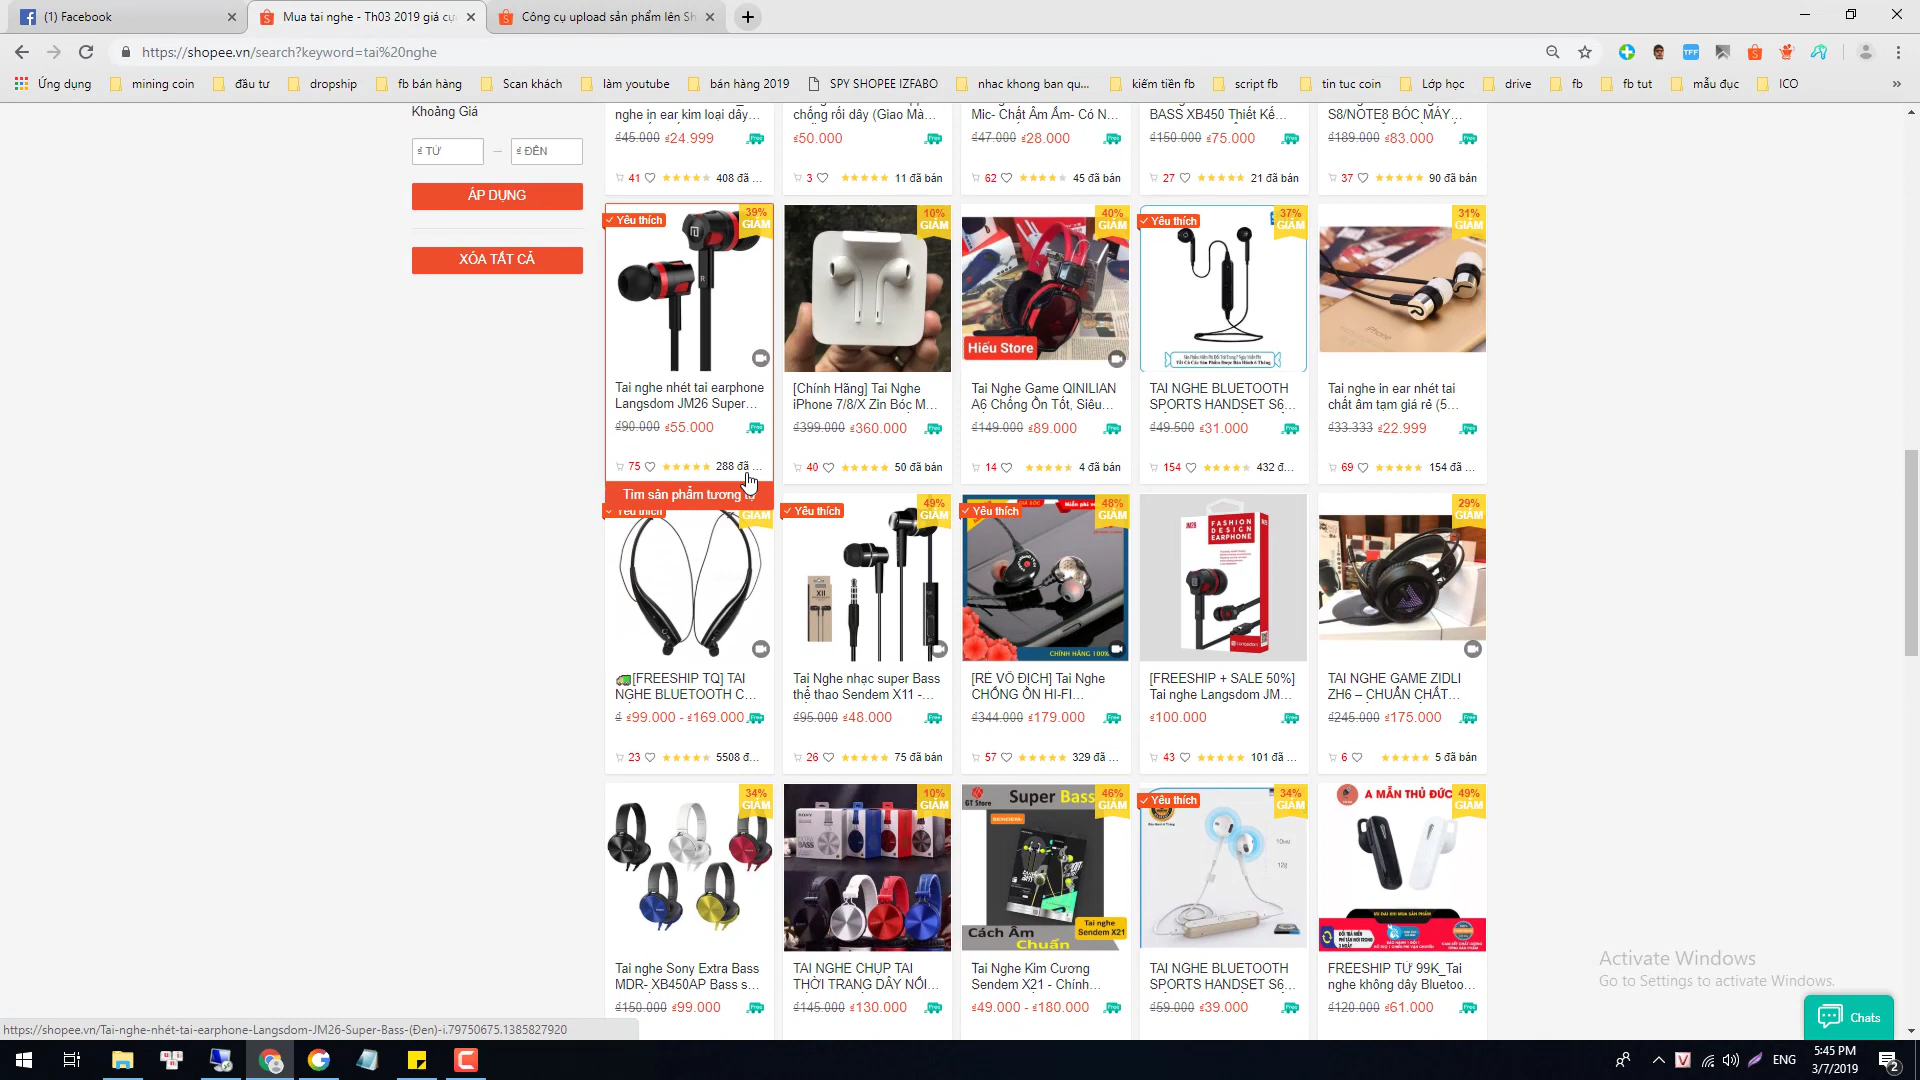 (1) Facebook
Mua tai nghe - Th03 2019 giá cực
Công cụ upload sản phẩm lên Sh
https://shopee.vn/search?keyword=tai%20nghe
Ứng dụng
mining coin
đầu tư
dropship
fb bán hàng
Scan khách
làm youtube
bán hàng 2019
SPY SHOPEE IZFABO
nhac khong ban qu...
kiếm tiền fb
script fb
tin tuc coin
Lớp học
drive
fb
fb tut
mẫu đục
ICO
»
Khoảng Giá
₫ TỪ
₫ ĐẾN
ÁP DỤNG
XÓA TẤT CẢ
nghe in ear kim loại dây...
₫45.000 ₫24.999
41 408 đã ...
chống rối dây (Giao Mà...
₫50.000
3 11 đã bán
Mic- Chất Âm Ấm- Có N...
₫47.000 ₫28.000
62 45 đã bán
BASS XB450 Thiết Kế...
₫150.000 ₫75.000
27 21 đã bán
S8/NOTE8 BÓC MÁY...
₫189.000 ₫83.000
37 90 đã bán
Yêu thích
39%
GIẢM
Tai nghe nhét tai earphone
Langsdom JM26 Super...
₫90.000 ₫55.000
75 288 đã ...
Tìm sản phẩm tương tự
10%
GIẢM
[Chính Hãng] Tai Nghe
iPhone 7/8/X Zin Bóc M...
₫399.000 ₫360.000
40 50 đã bán
40%
GIẢM
Hiếu Store
Tai Nghe Game QINILIAN
A6 Chống Ồn Tốt, Siêu...
₫149.000 ₫89.000
14 4 đã bán
Yêu thích
37%
GIẢM
TAI NGHE BLUETOOTH
SPORTS HANDSET S6...
₫49.500 ₫31.000
154 432 đ...
31%
GIẢM
iPhone
Tai nghe in ear nhét tai
chất âm tạm giá rẻ (5...
₫33.333 ₫22.999
69 154 đã ...
Yêu thích
GIẢM
[FREESHIP TQ] TAI
NGHE BLUETOOTH C...
₫ ₫99.000 - ₫169.000
23 5508 đ...
Yêu thích
49%
GIẢM
XII
Tai Nghe nhạc super Bass
thể thao Sendem X11 -...
₫95.000 ₫48.000
26 75 đã bán
Yêu thích
48%
GIẢM
CHÍNH HÃNG 100%
[RẺ VÔ ĐỊCH] Tai Nghe
CHỐNG ỒN HI-FI...
₫344.000 ₫179.000
57 329 đã ...
JM26
FASHION
DESIGN
EARPHONE
[FREESHIP + SALE 50%]
Tai nghe Langsdom JM...
₫100.000
43 101 đã ...
29%
GIẢM
TAI NGHE GAME ZIDLI
ZH6 – CHUẨN CHẤT...
₫245.000 ₫175.000
6 5 đã bán
34%
GIẢM
Tai nghe Sony Extra Bass
MDR- XB450AP Bass s...
₫150.000 ₫99.000
10%
GIẢM
TAI NGHE CHỤP TAI
THỜI TRANG DÂY NỐI...
₫145.000 ₫130.000
GT Store
Super Bass
46%
GIẢM
SENDEM
Cách Âm
Chuẩn
Tai nghe
Sendem X21
Tai Nghe Kim Cương
Sendem X21 - Chính...
₫49.000 - ₫180.000
Yêu thích
34%
GIẢM
TAI NGHE BLUETOOTH
SPORTS HANDSET S6...
₫59.000 ₫39.000
A MẪN THỦ ĐỨC
49%
GIẢM
FREESHIP TỪ 99K_Tai
nghe không dây Bluetoo...
₫120.000 ₫61.000
Activate Windows
Go to Settings to activate Windows.
Chats
https://shopee.vn/Tai-nghe-nhét-tai-earphone-Langsdom-JM26-Super-Bass-(Đen)-i.79750675.1385827920
ENG
5:45 PM
3/7/2019
2